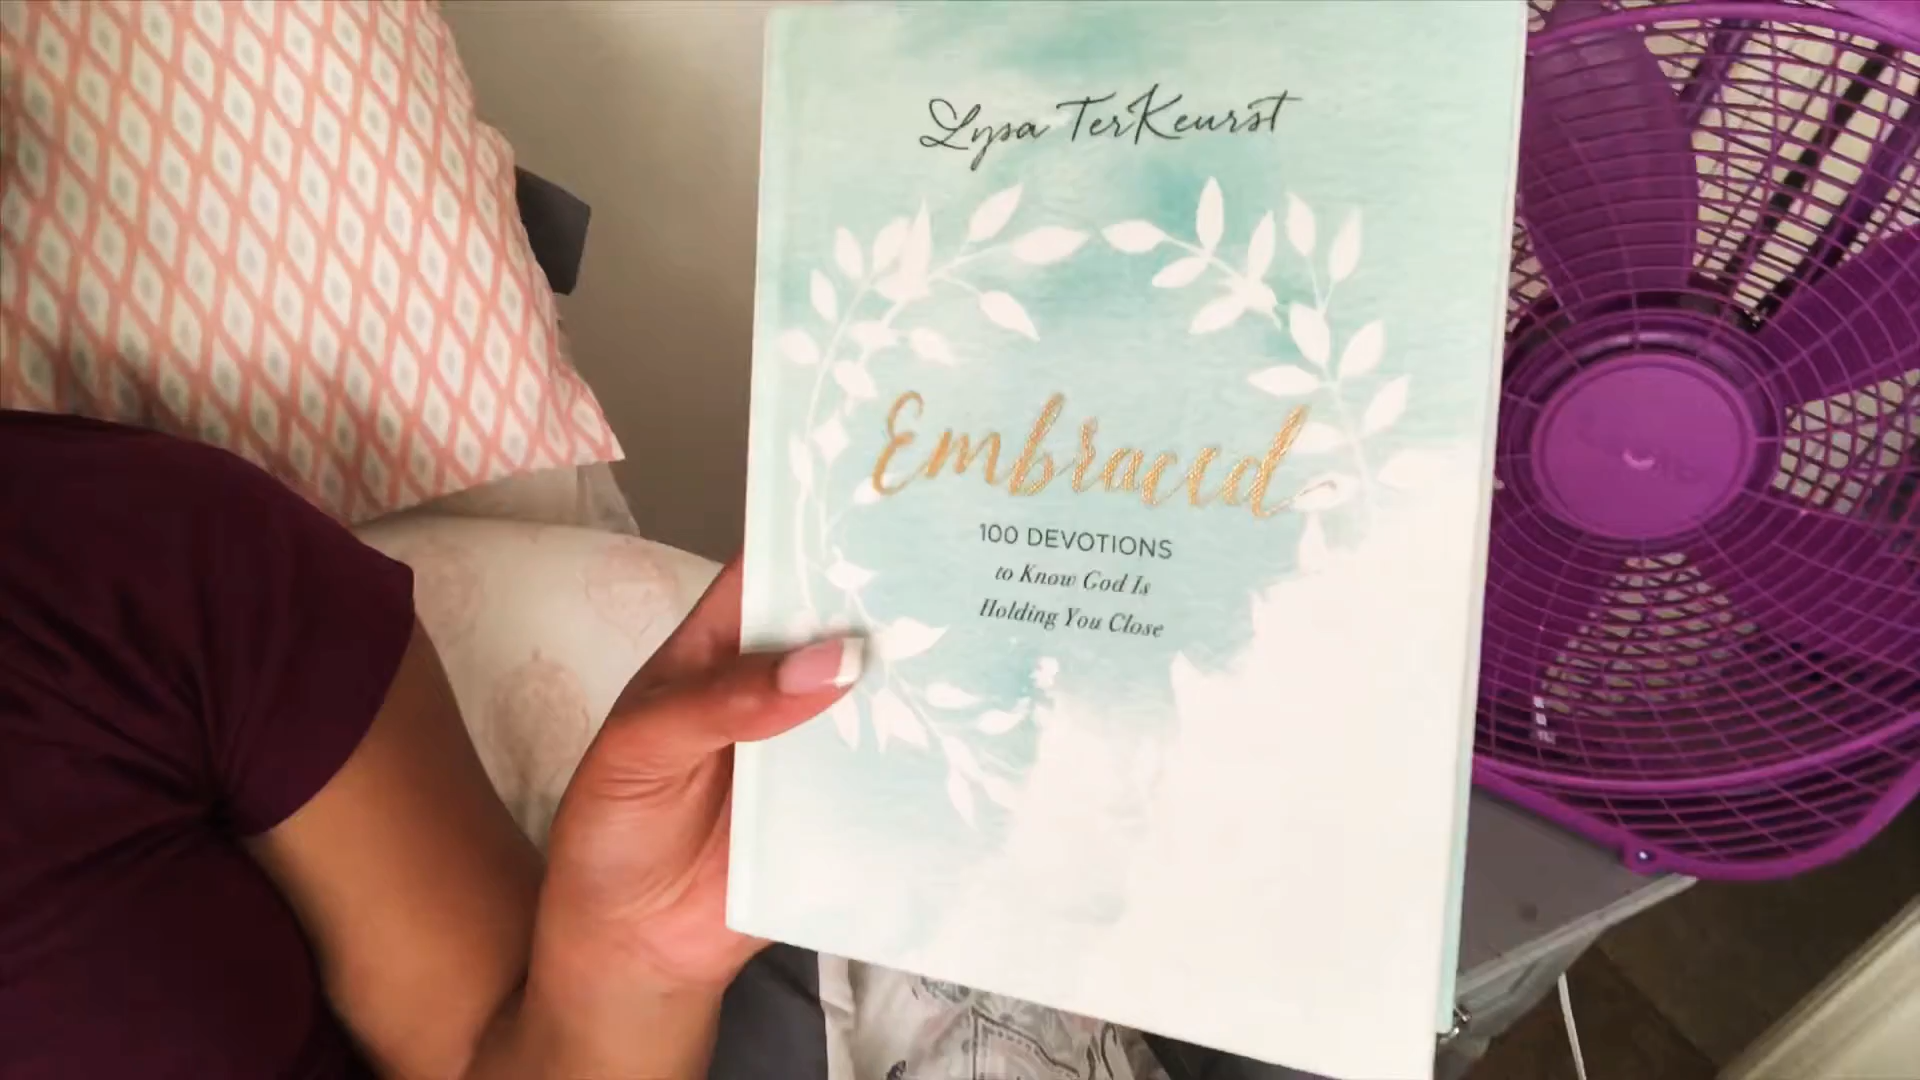 Lysa TerKeurst
Embraced
100 DEVOTIONS
to Know God Is
Holding You Close